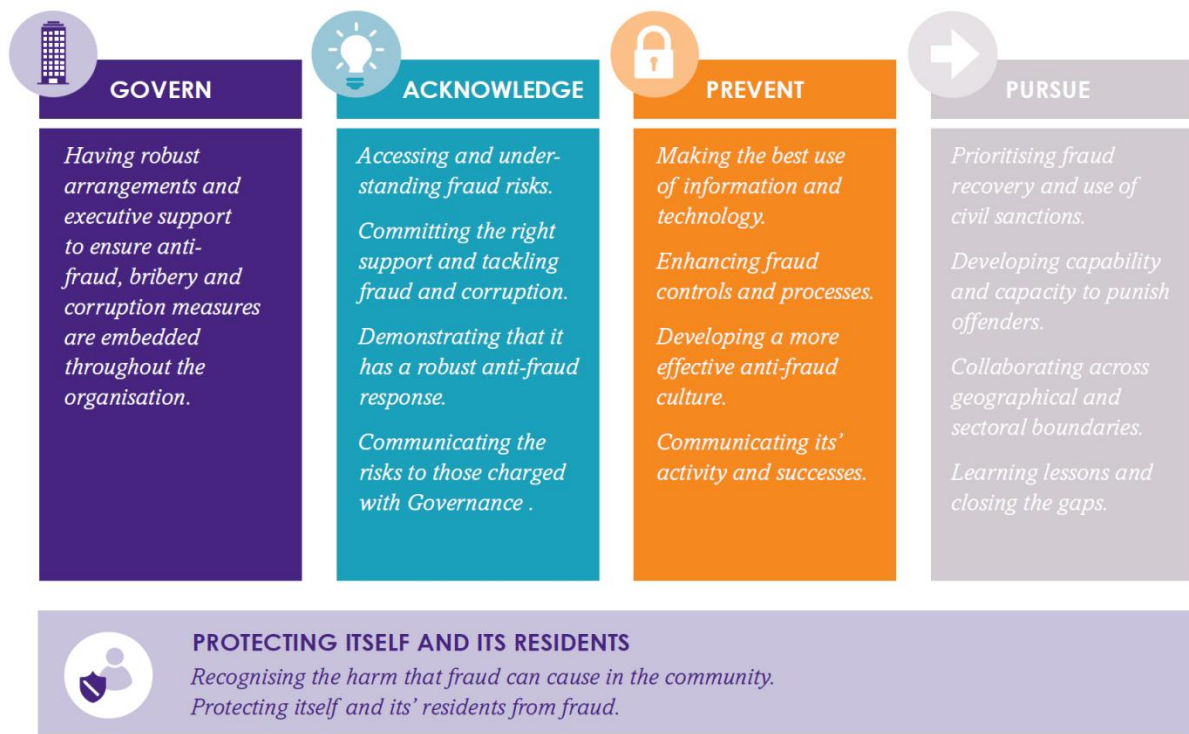 GOVERN
Having robust
arrangements and
executive support
to ensure anti-
fraud, bribery and
corruption measures
are embedded
throughout the
organisation.
ACKNOWLEDGE
Accessing and under-
standing fraud risks.
Committing the right
support and tackling
fraud and corruption.
Demonstrating that it
has a robust anti-fraud
response.
Communicating the
risks to those charged
with Governance .
PREVENT
Making the best use
of information and
technology.
Enhancing fraud
controls and processes.
Developing a more
effective anti-fraud
culture.
Communicating its’
activity and successes.
PURSUE
Prioritising fraud
recovery and use of
civil sanctions.
Developing capability
and capacity to punish
offenders.
Collaborating across
geographical and
sectoral boundaries.
Learning lessons and
closing the gaps.
PROTECTING ITSELF AND ITS RESIDENTS
Recognising the harm that fraud can cause in the community.
Protecting itself and its’ residents from fraud.